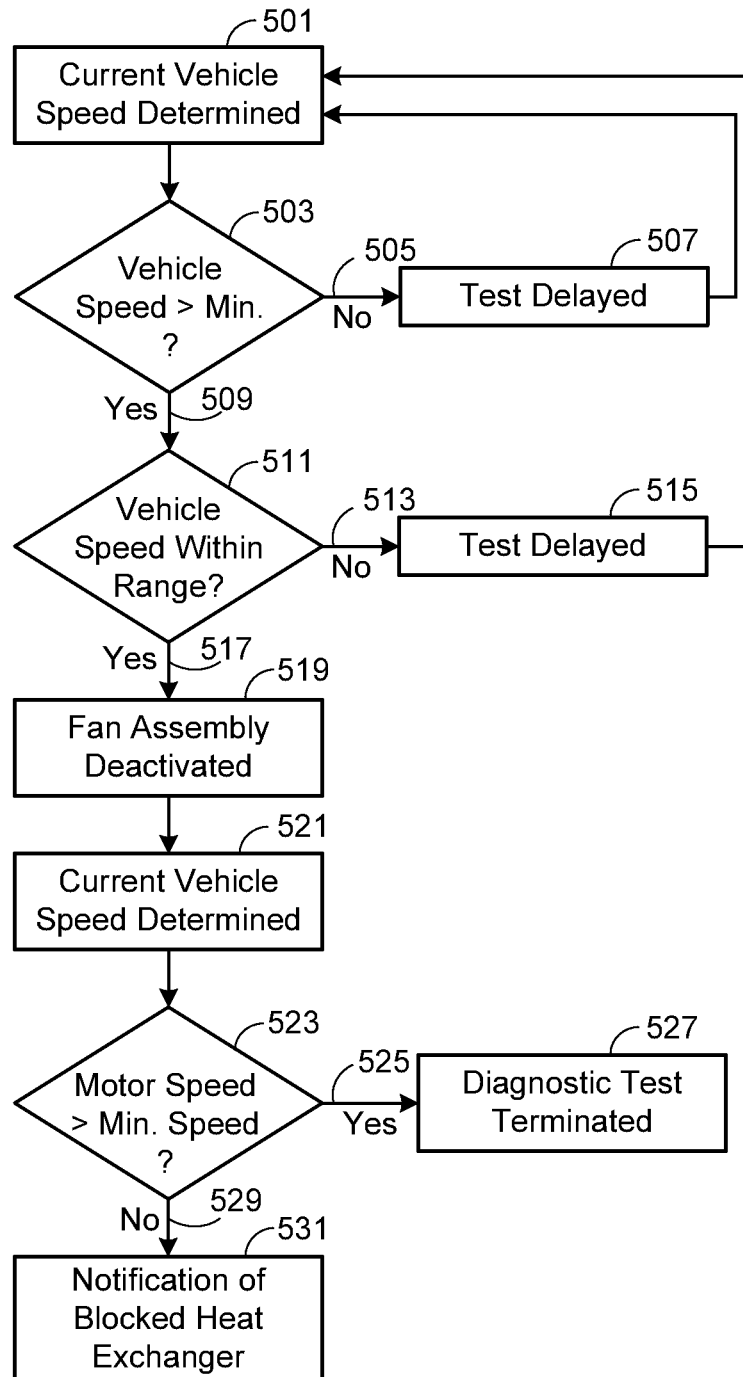 501
Current Vehicle
Speed Determined
503
Vehicle
Speed > Min.
?
505
No
507
Test Delayed
Yes
509
511
Vehicle
Speed Within
Range?
513
No
515
Test Delayed
Yes
517
519
Fan Assembly
Deactivated
521
Current Vehicle
Speed Determined
523
Motor Speed
> Min. Speed
?
525
Yes
527
Diagnostic Test
Terminated
No
529
531
Notification of
Blocked Heat
Exchanger